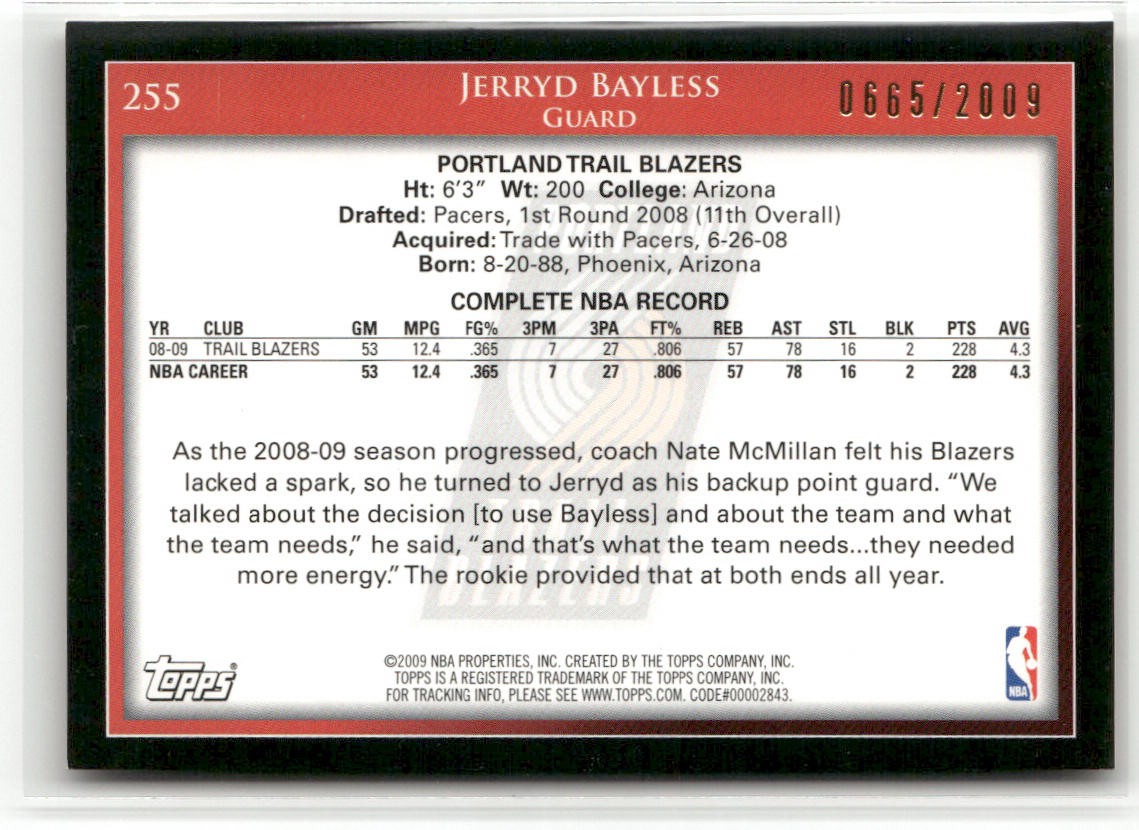 255 JERRYD BAYLESS 0665/2009
GUARD
PORTLAND TRAIL BLAZERS
Ht: 6'3" Wt: 200 College: Arizona
Drafted: Pacers, 1st Round 2008 (11th Overall)
Acquired: Trade with Pacers, 6-26-08
Born: 8-20-88, Phoenix, Arizona
COMPLETE NBA RECORD
YR CLUB GM MPG FG% 3PM 3PA FT% REB AST STL BLK PTS AVG
08-09 TRAIL BLAZERS 53 12.4 .365 7 27 .806 57 78 16 2 228 4.3
NBA CAREER 53 12.4 .365 7 27 .806 57 78 16 2 228 4.3
As the 2008-09 season progressed, coach Nate McMillan felt his Blazers
lacked a spark, so he turned to Jerryd as his backup point guard. “We
talked about the decision [to use Bayless] and about the team and what
the team needs,” he said, “and that’s what the team needs...they needed
more energy.” The rookie provided that at both ends all year.
©2009 NBA PROPERTIES, INC. CREATED BY THE TOPPS COMPANY, INC.
TOPPS IS A REGISTERED TRADEMARK OF THE TOPPS COMPANY, INC.
FOR TRACKING INFO, PLEASE SEE WWW.TOPPS.COM. CODE#00002843.
Topps®
NBA
PORTLAND
TRAIL
BLAZERS